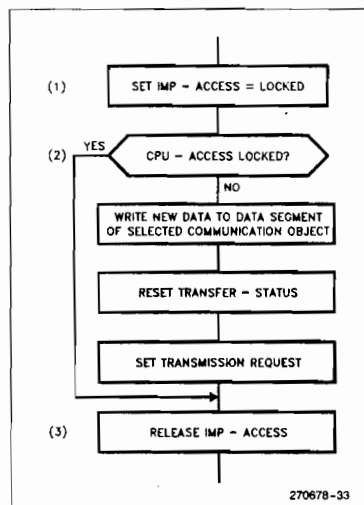 (1) SET IMP - ACCESS = LOCKED
(2) YES CPU - ACCESS LOCKED?
NO
WRITE NEW DATA TO DATA SEGMENT
OF SELECTED COMMUNICATION OBJECT
RESET TRANSFER - STATUS
SET TRANSMISSION REQUEST
(3) RELEASE IMP - ACCESS
270678-33